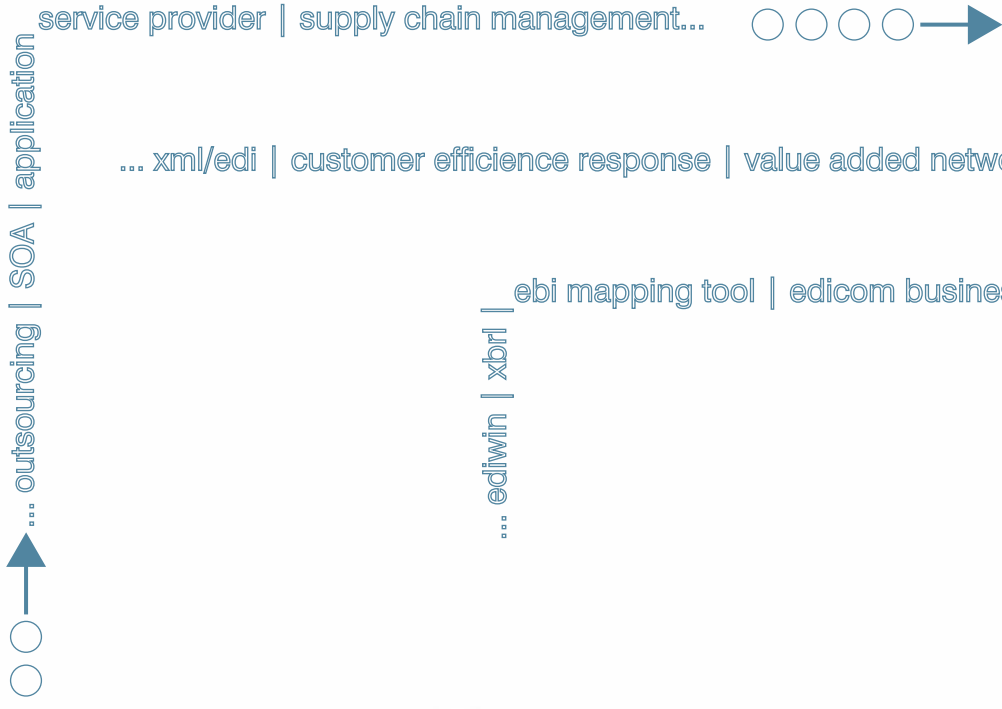 service provider | supply chain management...
... outsourcing | SOA | application
... xml/edi | customer efficience response | value added netwo
ebi mapping tool | edicom busines
... ediwin | xbrl |